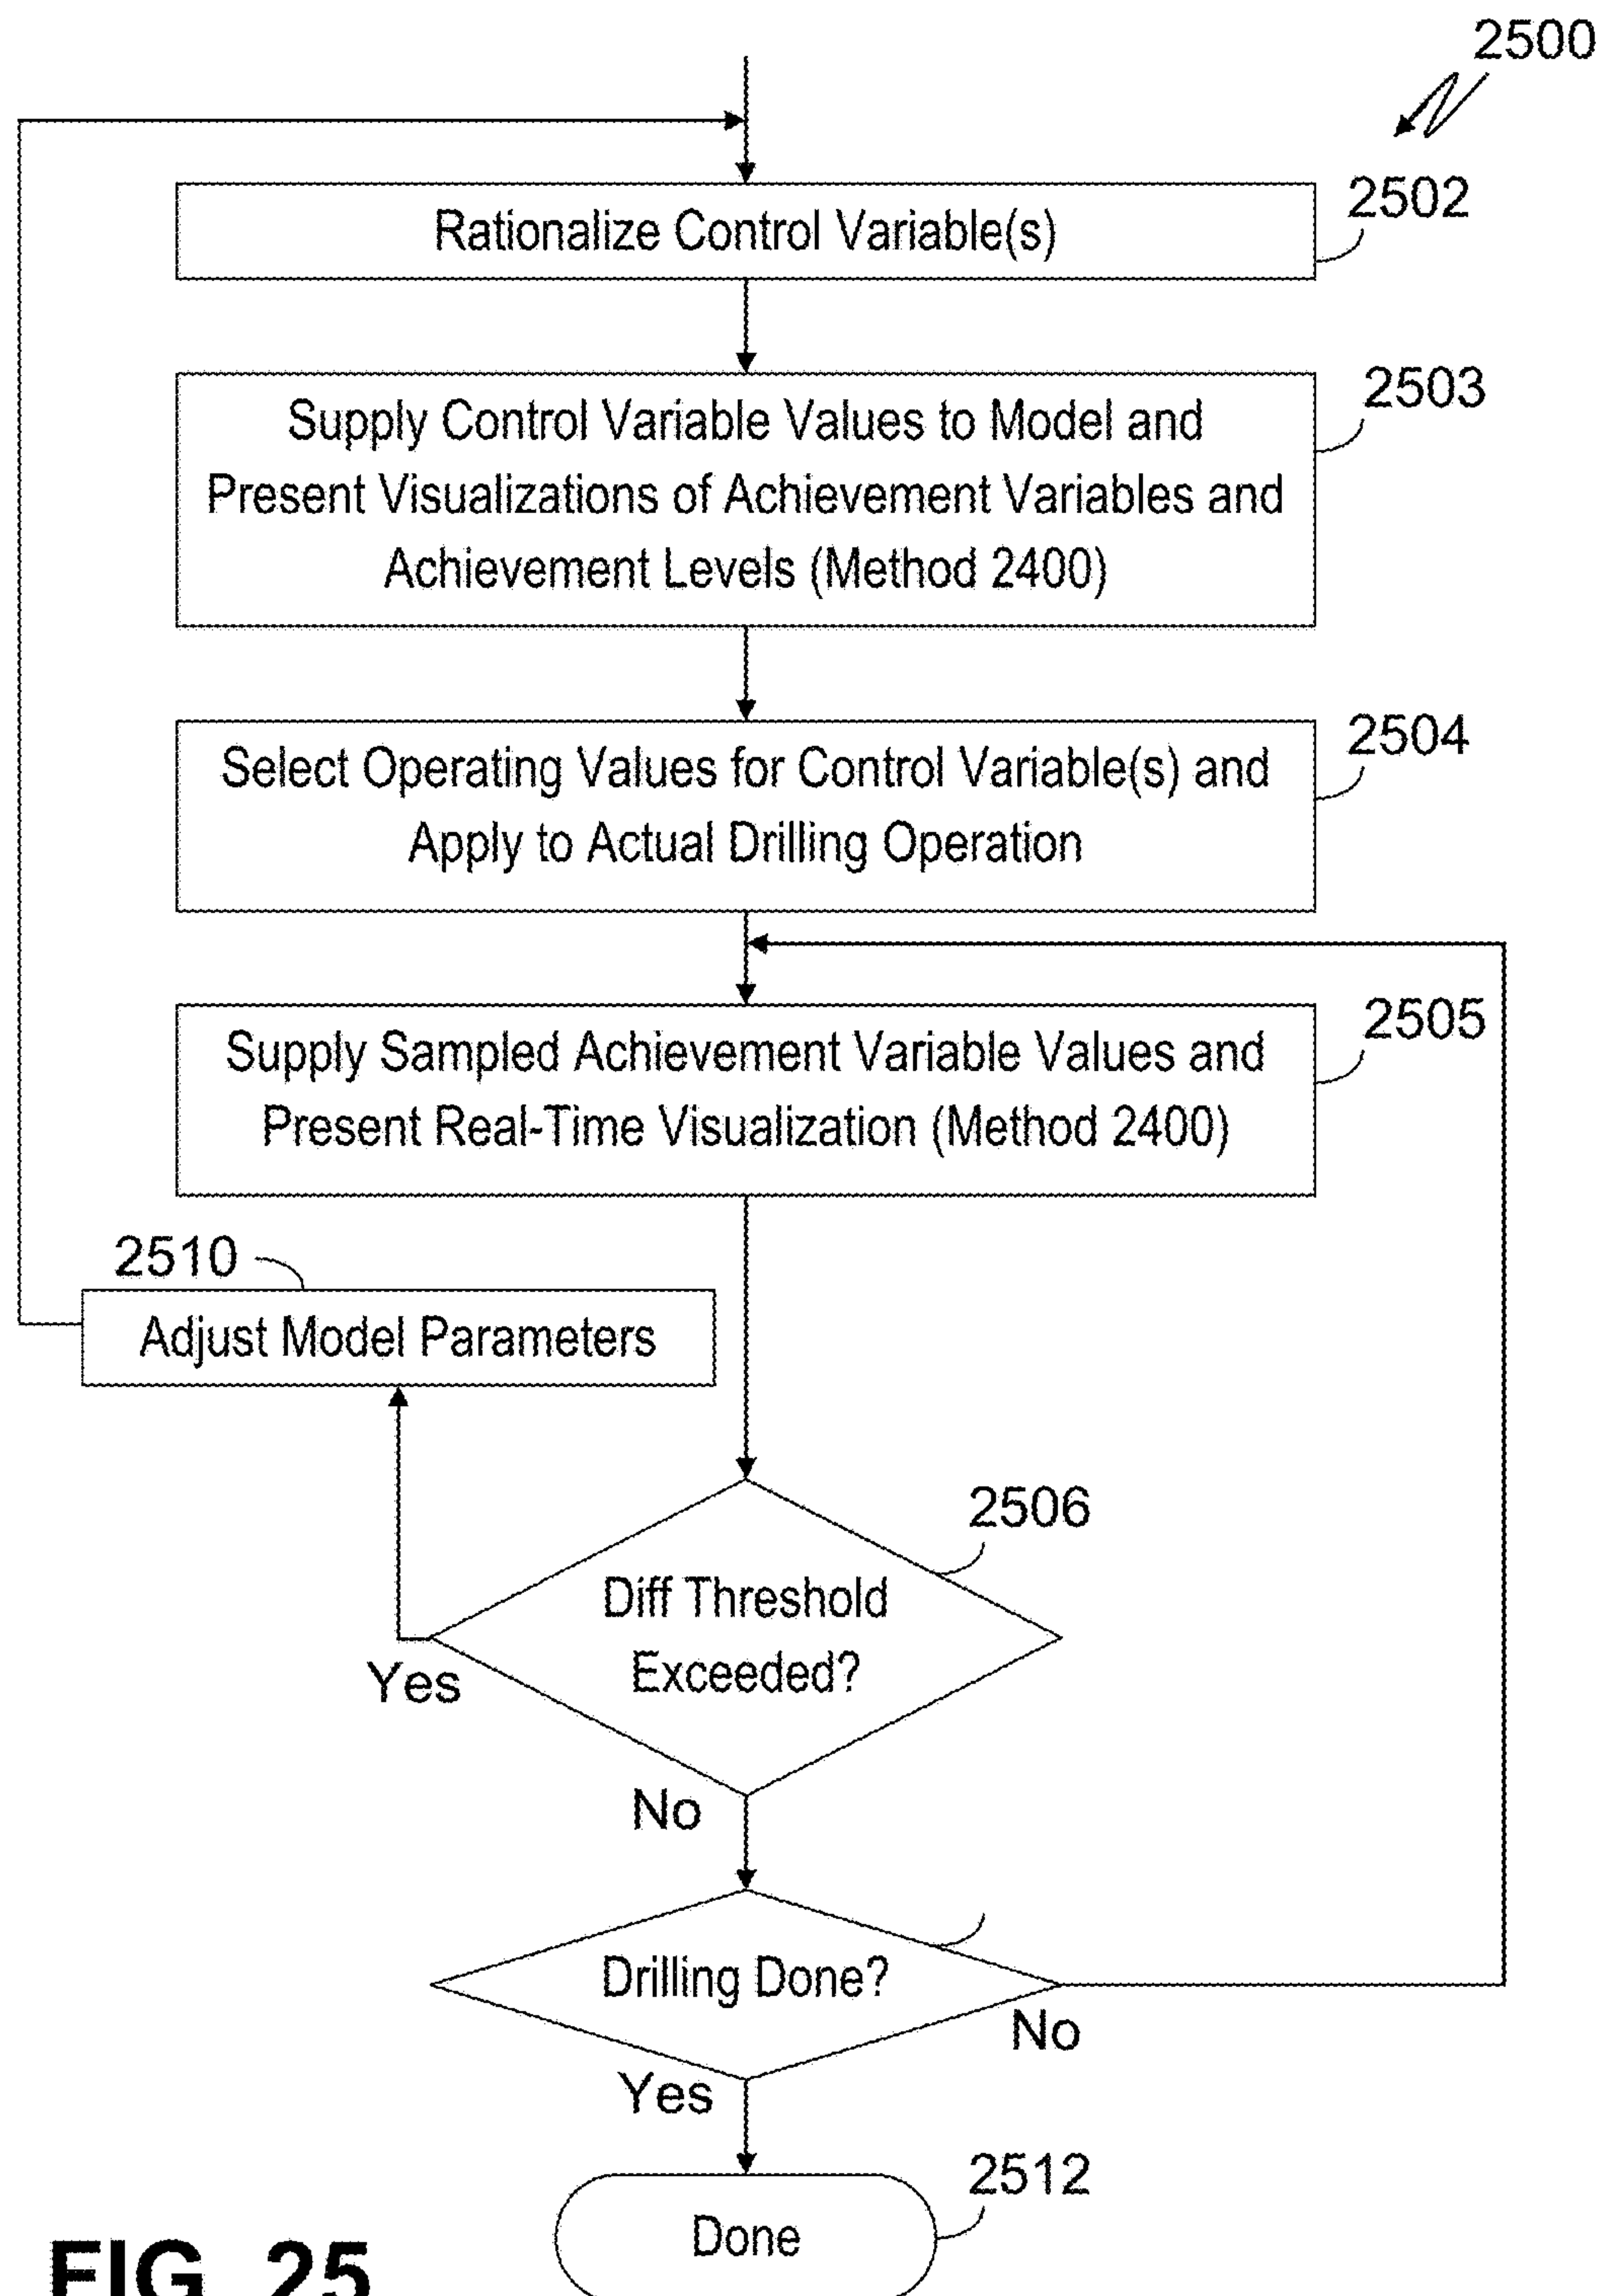 2500
Rationalize Control Variable(s)
2502
Supply Control Variable Values to Model and
Present Visualizations of Achievement Variables and
Achievement Levels (Method 2400)
2503
Select Operating Values for Control Variable(s) and
Apply to Actual Drilling Operation
2504
Supply Sampled Achievement Variable Values and
Present Real-Time Visualization (Method 2400)
2505
2510
Adjust Model Parameters
2506
Diff Threshold
Exceeded?
Yes
No
Drilling Done?
No
Yes
2512
Done
FIG. 25